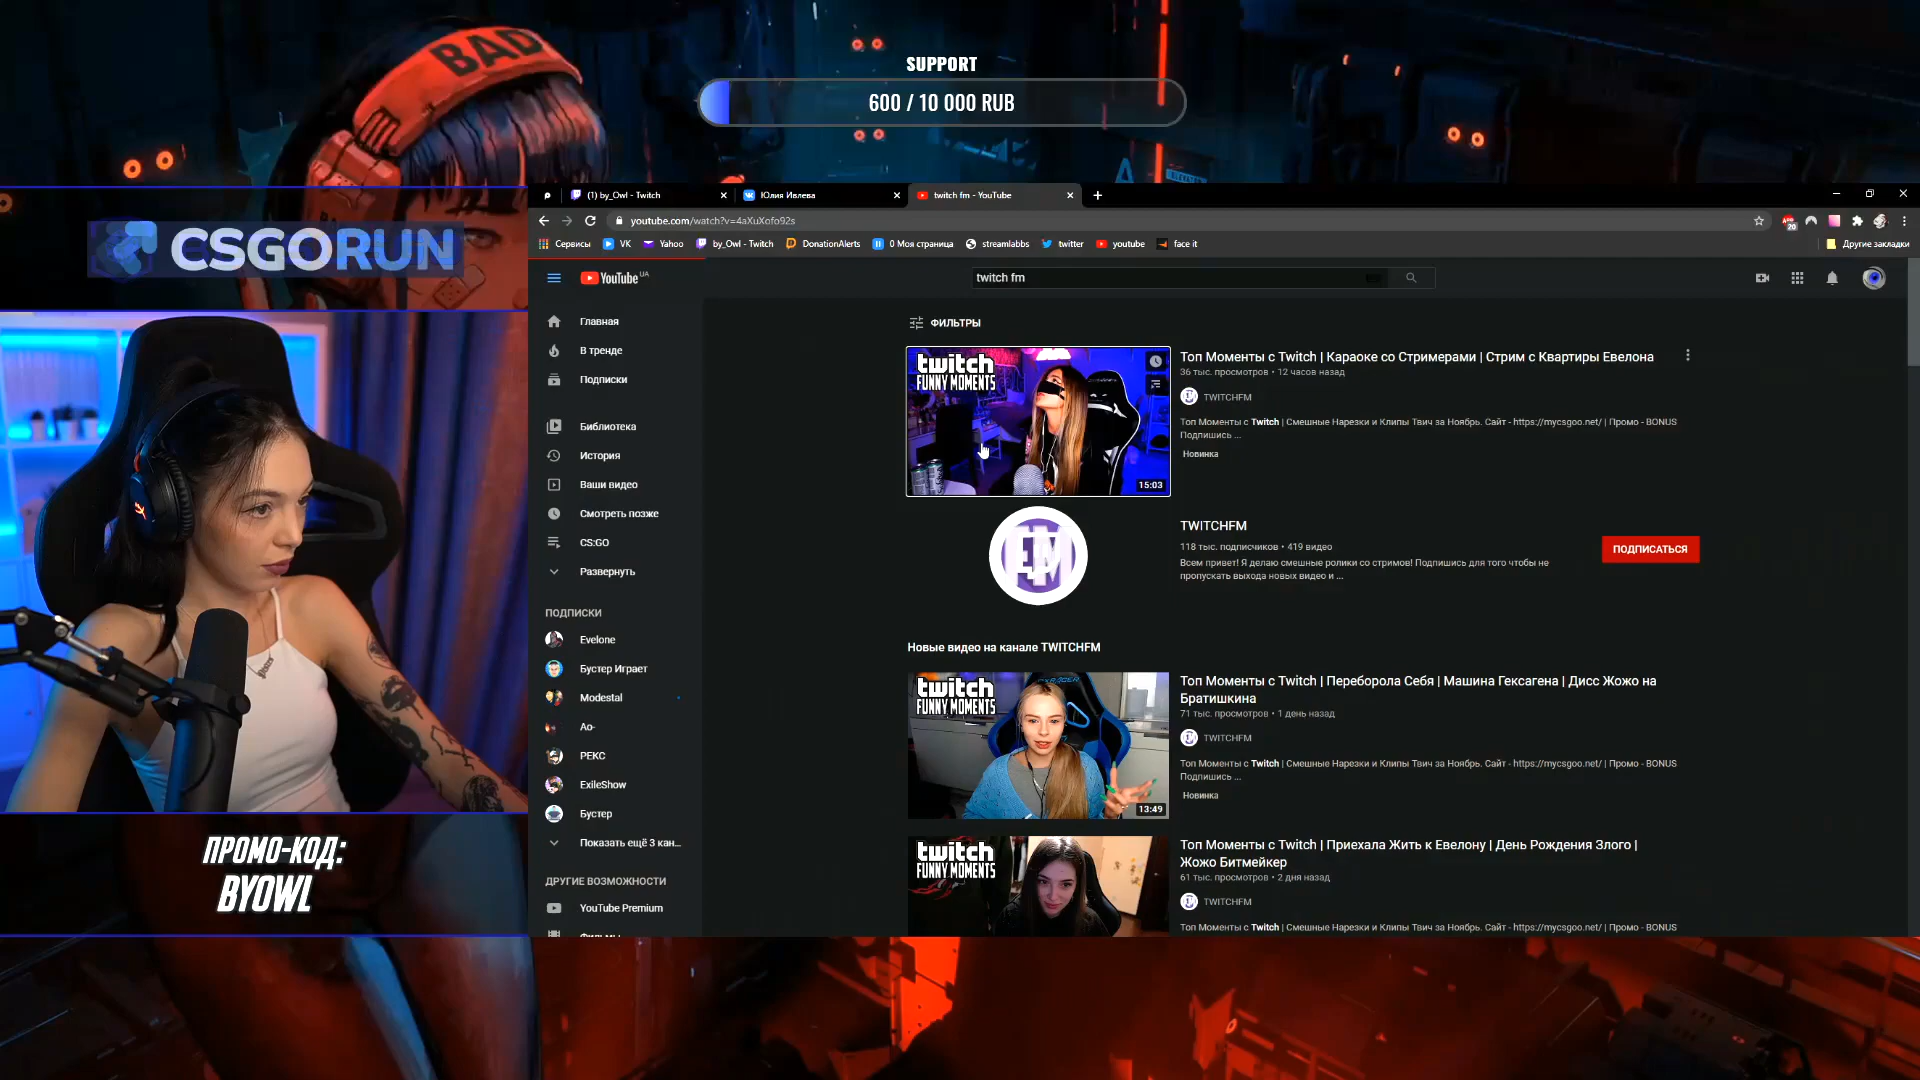 BAD
SUPPORT
600 / 10 000 RUB
CSGORUN
ПРОМО-КОД:
BYOWL
(1) by_Owl - Twitch
Юлия Ивлева
twitch fm - YouTube
youtube.com/watch?v=4aXuXofo92s
20
Сервисы
VK
Yahoo
by_Owl - Twitch
DonationAlerts
0 Моя страница
streamlabbs
twitter
youtube
face it
Другие закладки
YouTube UA
twitch fm
Главная
В тренде
Подписки
Библиотека
История
Ваши видео
Смотреть позже
CS:GO
Развернуть
ПОДПИСКИ
Evelone
Бустер Играет
Modestal
Ао-
РЕКС
ExileShow
Бустер
Показать ещё 3 кан...
ДРУГИЕ ВОЗМОЖНОСТИ
YouTube Premium
ФИЛЬТРЫ
twitch
FUNNY MOMENTS
15:03
Топ Моменты с Twitch | Караоке со Стримерами | Стрим с Квартиры Евелона
36 тыс. просмотров • 12 часов назад
TWITCHFM
Топ Моменты с Twitch | Смешные Нарезки и Клипы Твич за Ноябрь. Сайт - https://mycsgoo.net/ | Промо - BONUS
Подпишись ...
Новинка
TWITCHFM
118 тыс. подписчиков • 419 видео
Всем привет! Я делаю смешные ролики со стримов! Подпишись для того чтобы не
пропускать выхода новых видео и ...
ПОДПИСАТЬСЯ
Новые видео на канале TWITCHFM
twitch
FUNNY MOMENTS
13:49
Топ Моменты с Twitch | Переборола Себя | Машина Гексагена | Дисс Жожо на
Братишкина
71 тыс. просмотров • 1 день назад
TWITCHFM
Топ Моменты с Twitch | Смешные Нарезки и Клипы Твич за Ноябрь. Сайт - https://mycsgoo.net/ | Промо - BONUS
Подпишись ...
Новинка
twitch
FUNNY MOMENTS
Топ Моменты с Twitch | Приехала Жить к Евелону | День Рождения Злого |
Жожо Битмейкер
61 тыс. просмотров • 2 дня назад
TWITCHFM
Топ Моменты с Twitch | Смешные Нарезки и Клипы Твич за Ноябрь. Сайт - https://mycsgoo.net/ | Промо - BONUS